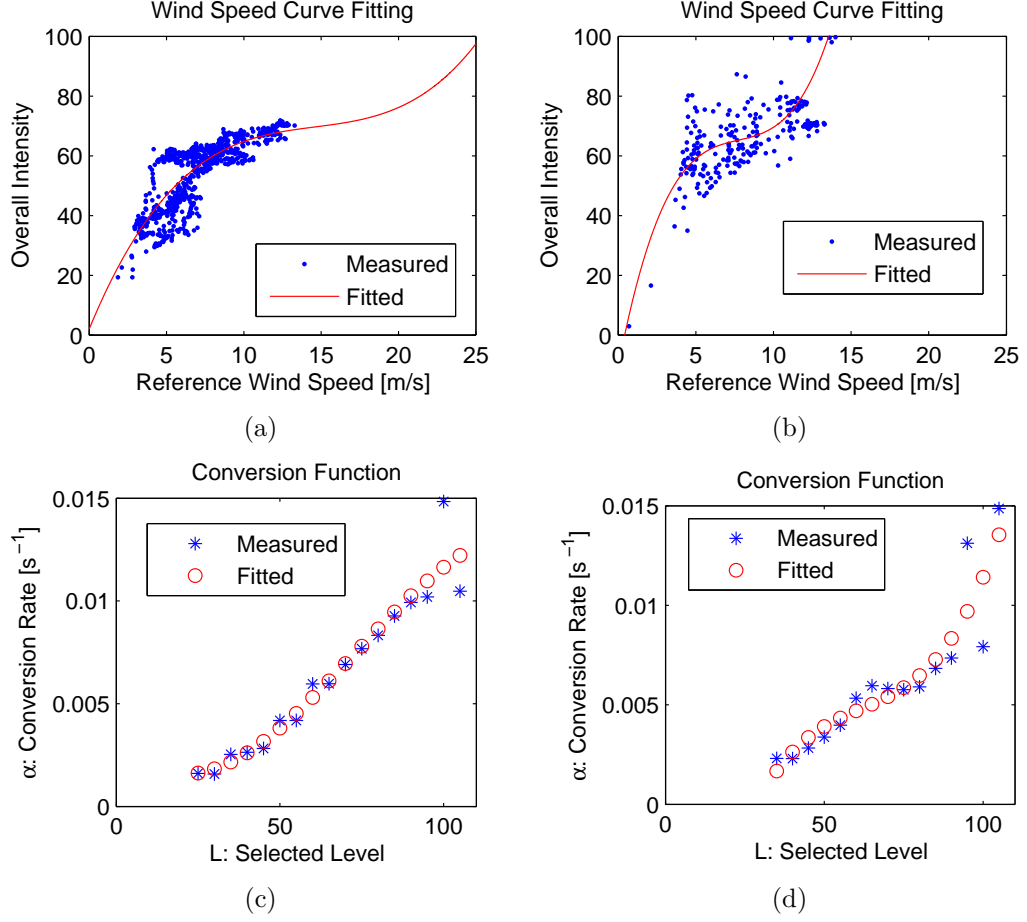 Wind Speed Curve Fitting
100
80
60
40
20
0
0 5 10 15 20 25
Overall Intensity
Reference Wind Speed [m/s]
Measured
Fitted
(a)
Wind Speed Curve Fitting
100
80
60
40
20
0
0 5 10 15 20 25
Overall Intensity
Reference Wind Speed [m/s]
Measured
Fitted
(b)
Conversion Function
0.015
0.01
0.005
0
0 50 100
α: Conversion Rate [s⁻¹]
L: Selected Level
Measured
Fitted
(c)
Conversion Function
0.015
0.01
0.005
0
0 50 100
α: Conversion Rate [s⁻¹]
L: Selected Level
Measured
Fitted
(d)